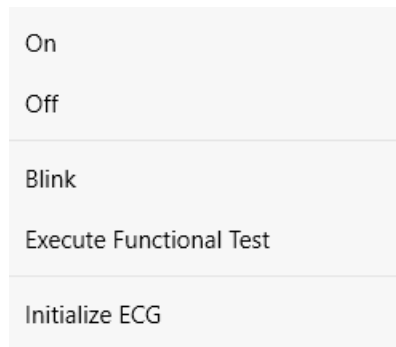 On
Off
Blink
Execute Functional Test
Initialize ECG